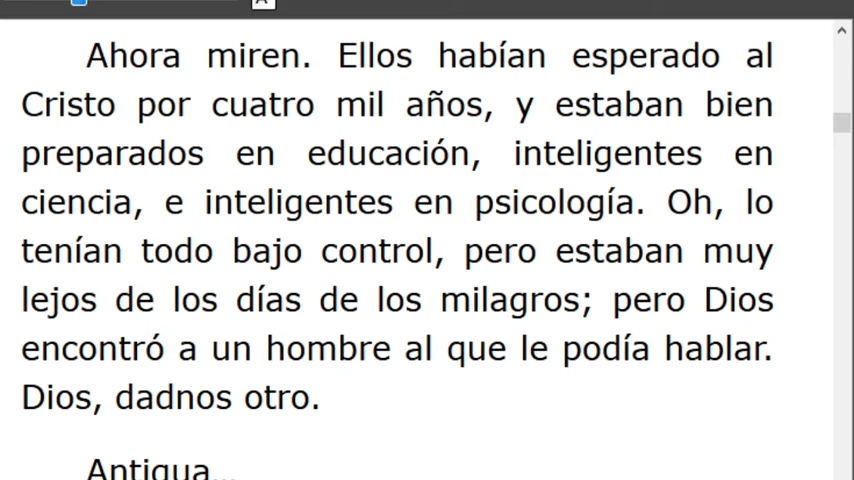 Ahora miren. Ellos habían esperado al
Cristo por cuatro mil años, y estaban bien
preparados en educación, inteligentes en
ciencia, e inteligentes en psicología. Oh, lo
tenían todo bajo control, pero estaban muy
lejos de los días de los milagros; pero Dios
encontró a un hombre al que le podía hablar.
Dios, dadnos otro.
Antigua...